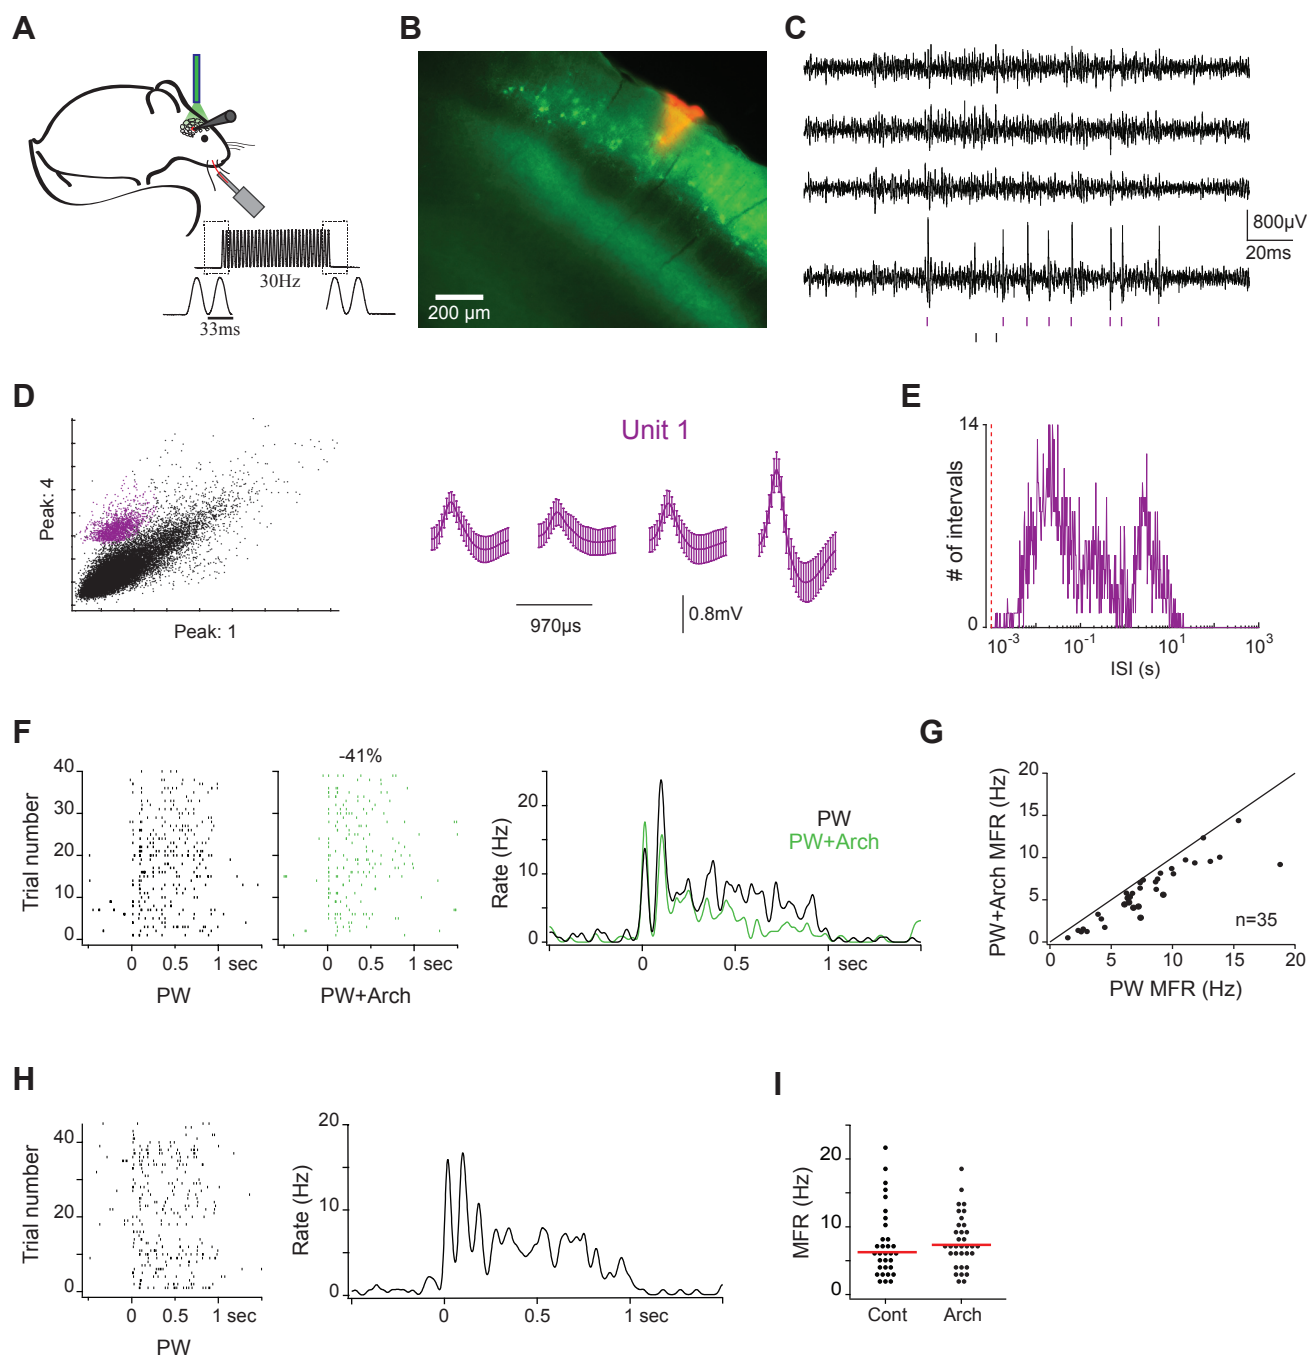 A
30Hz
33ms
B
200 µm
C
800µV
20ms
D
Peak: 4
Peak: 1
Unit 1
970µs
0.8mV
E
# of intervals
14
0
10-3
10-1
101
103
ISI (s)
F
-41%
Trial number
40
30
20
10
0
0 0.5 1 sec
PW
0 0.5 1 sec
PW+Arch
Rate (Hz)
20
10
0
PW
PW+Arch
0 0.5 1 sec
G
PW+Arch MFR (Hz)
20
15
10
5
0
n=35
0 5 10 15 20
PW MFR (Hz)
H
Trial number
40
20
0
0 0.5 1 sec
PW
Rate (Hz)
20
10
0
0 0.5 1 sec
I
MFR (Hz)
20
10
0
Cont Arch